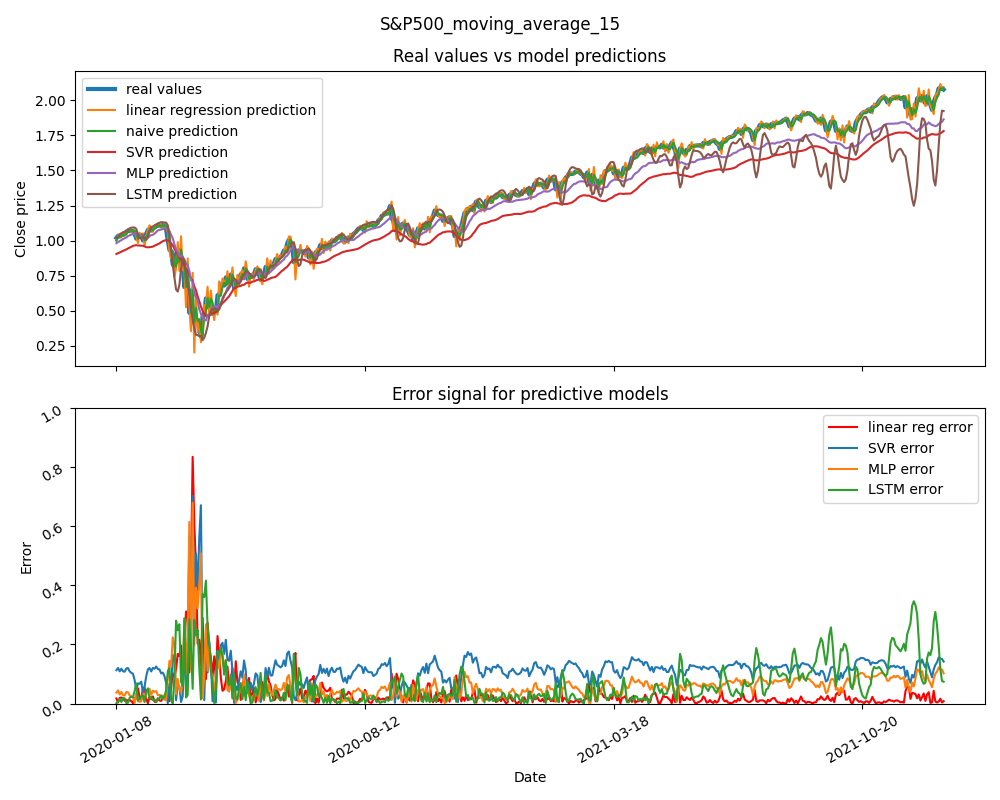 S&P500_moving_average_15
Real values vs model predictions
real values
linear regression prediction
naive prediction
SVR prediction
MLP prediction
LSTM prediction
Close price
2.00
1.75
1.50
1.25
1.00
0.75
0.50
0.25
Error signal for predictive models
linear reg error
SVR error
MLP error
LSTM error
Error
1.0
0.8
0.6
0.4
0.2
0.0
2020-01-08
2020-08-12
2021-03-18
2021-10-20
Date